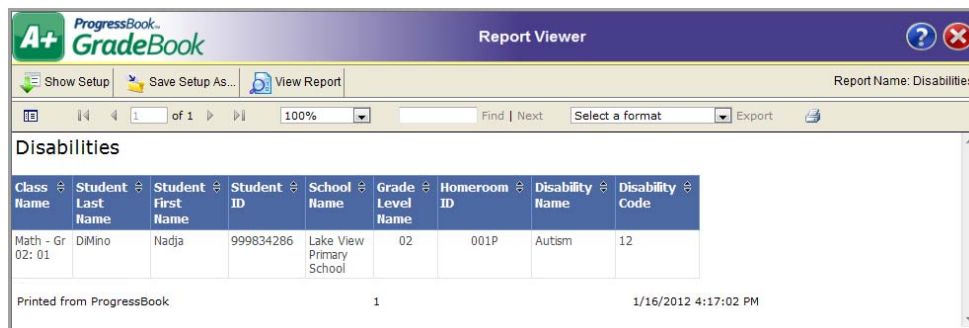 A+ ProgressBook™
GradeBook
Report Viewer
?
Show Setup Save Setup As... View Report Report Name: Disabilities
1 of 1 100% Find | Next Select a format Export
Disabilities
Class Name Student Last Name Student First Name Student ID School Name Grade Level Name Homeroom ID Disability Name Disability Code
Math - Gr 02: 01 DiMino Nadja 999834286 Lake View Primary School 02 001P Autism 12
Printed from ProgressBook 1 1/16/2012 4:17:02 PM